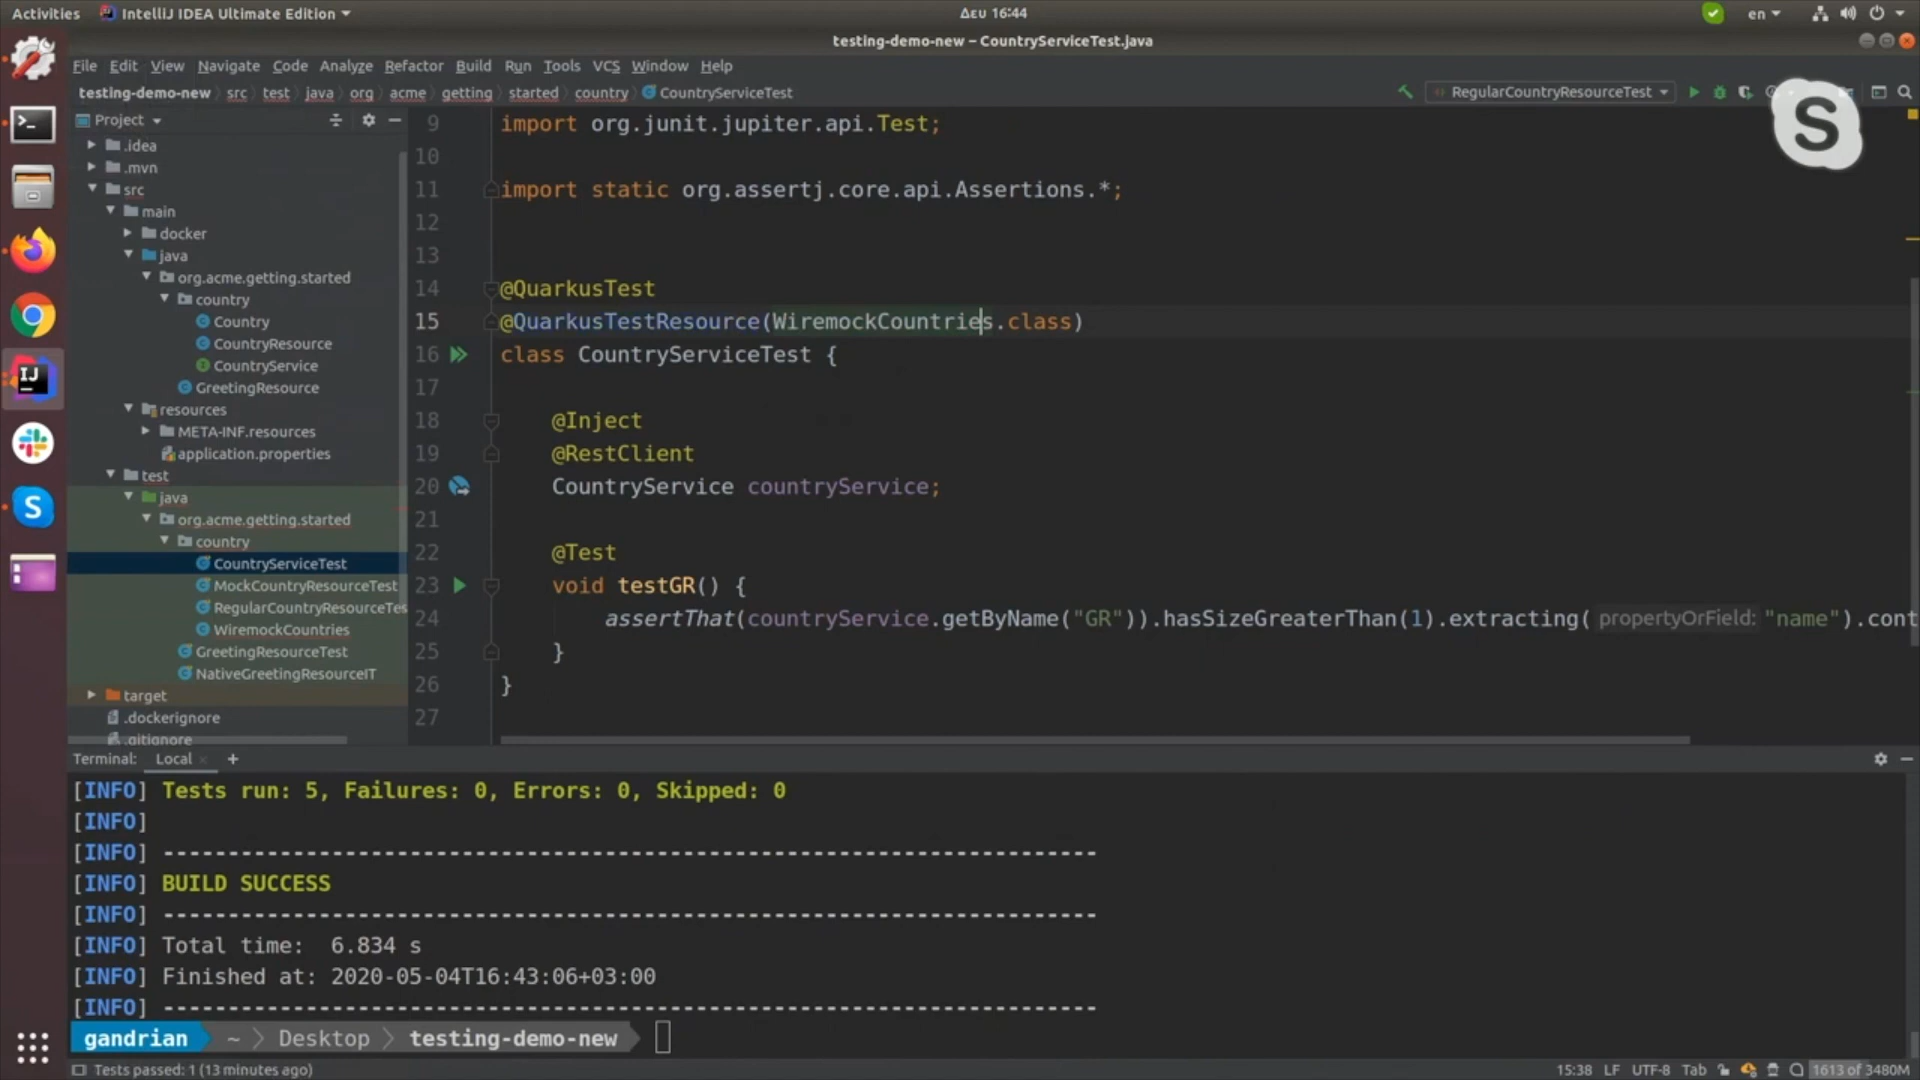 Activities IntelliJ IDEA Ultimate Edition Δευ 16:44 en
testing-demo-new – CountryServiceTest.java
File Edit View Navigate Code Analyze Refactor Build Run Tools VCS Window Help
testing-demo-new src test java org acme getting started country CountryServiceTest RegularCountryResourceTest
Project
.idea
.mvn
src
main
docker
java
org.acme.getting.started
country
Country
CountryResource
CountryService
GreetingResource
resources
META-INF.resources
application.properties
test
java
org.acme.getting.started
country
CountryServiceTest
MockCountryResourceTest
RegularCountryResourceTes
WiremockCountries
GreetingResourceTest
NativeGreetingResourceIT
target
.dockerignore
.gitignore
9 import org.junit.jupiter.api.Test;
10
11 import static org.assertj.core.api.Assertions.*;
12
13
14 @QuarkusTest
15 @QuarkusTestResource(WiremockCountries.class)
16 class CountryServiceTest {
17
18 @Inject
19 @RestClient
20 CountryService countryService;
21
22 @Test
23 void testGR() {
24 assertThat(countryService.getByName("GR")).hasSizeGreaterThan(1).extracting( propertyOrField: "name").cont
25 }
26 }
27
S
Terminal: Local × +
[INFO] Tests run: 5, Failures: 0, Errors: 0, Skipped: 0
[INFO]
[INFO] ------------------------------------------------------------------------
[INFO] BUILD SUCCESS
[INFO] ------------------------------------------------------------------------
[INFO] Total time:  6.834 s
[INFO] Finished at: 2020-05-04T16:43:06+03:00
[INFO] ------------------------------------------------------------------------
gandrian ~ Desktop testing-demo-new
Tests passed: 1 (13 minutes ago) 15:38 LF UTF-8 Tab 1613 of 3480M